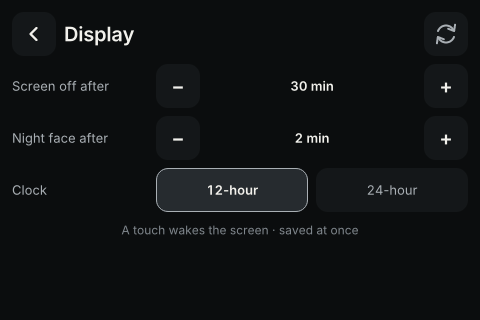 Display
Screen off after − 30 min +
Night face after − 2 min +
Clock 12-hour 24-hour
A touch wakes the screen · saved at once